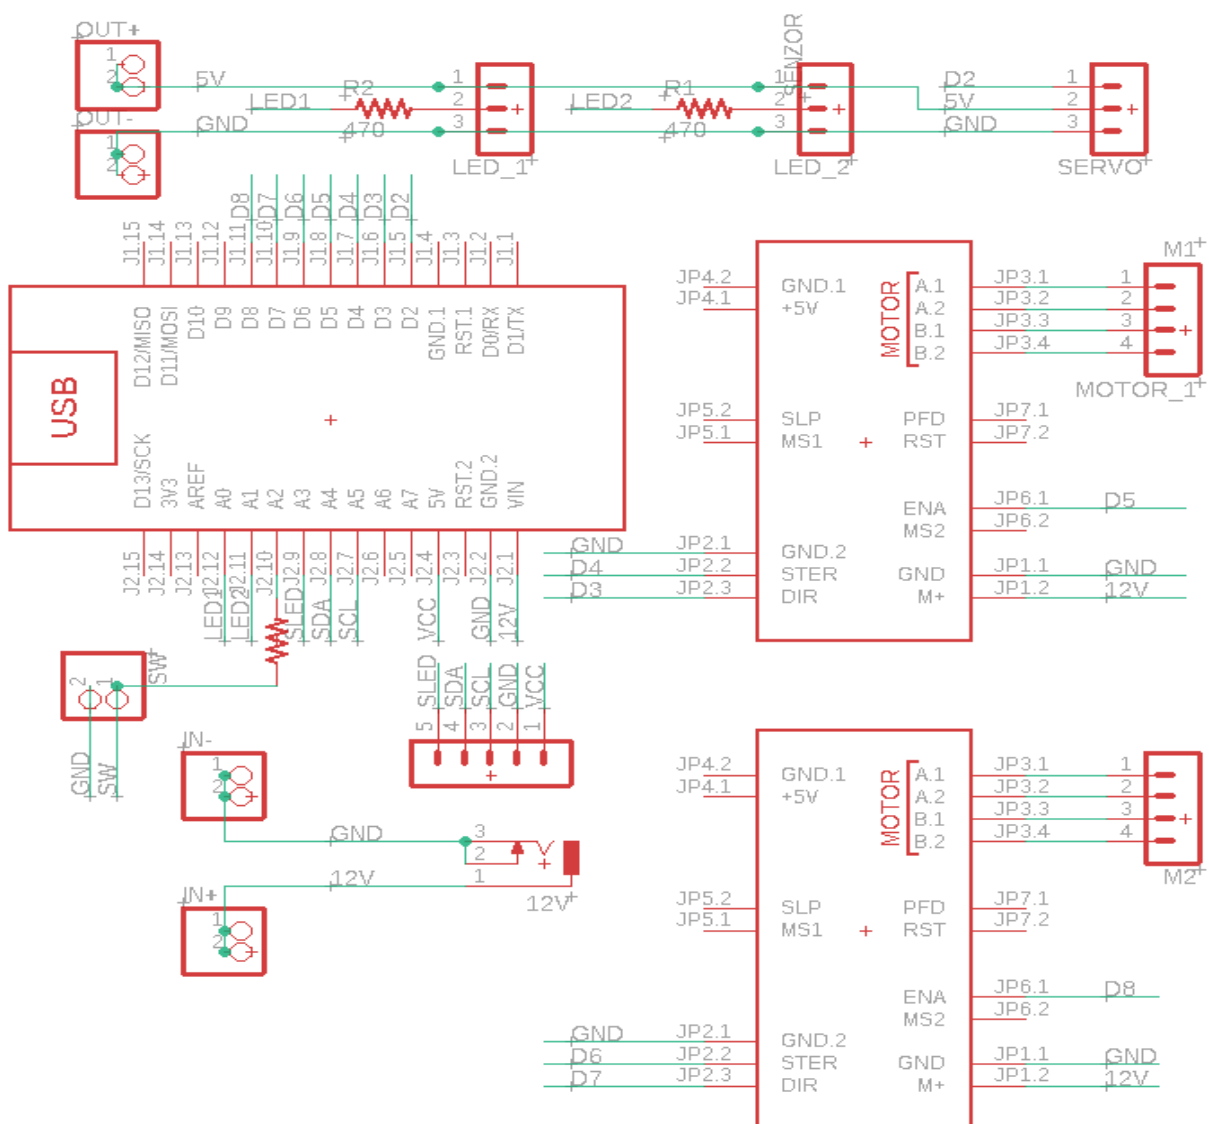 OUT+
1
2
5V
OUT-
1
2
GND
LED1
R2
470
1
2
3
LED_1
LED2
R1
470
SENZOR
1
2
3
LED_2
D2
5V
GND
1
2
3
SERVO
D8
D7
D6
D5
D4
D3
D2
J1.15
J1.14
J1.13
J1.12
J1.11
J1.10
J1.9
J1.8
J1.7
J1.6
J1.5
J1.4
J1.3
J1.2
J1.1
D12/MISO
D11/MOSI
D10
D9
D8
D7
D6
D5
D4
D3
D2
GND.1
RST.1
D0/RX
D1/TX
USB
D13/SCK
3V3
AREF
A0
A1
A2
A3
A4
A5
A6
A7
5V
RST.2
GND.2
VIN
J2.15
J2.14
J2.13
J2.12
J2.11
J2.10
J2.9
J2.8
J2.7
J2.6
J2.5
J2.4
J2.3
J2.2
J2.1
LED1
LED2
SLED
SDA
SCL
VCC
GND
12V
JP4.2
JP4.1
GND.1
+5V
MOTOR
A.1
A.2
B.1
B.2
JP3.1
JP3.2
JP3.3
JP3.4
M1
1
2
3
4
MOTOR_1
JP5.2
JP5.1
SLP
MS1
PFD
RST
JP7.1
JP7.2
ENA
MS2
JP6.1
JP6.2
D5
GND
D4
D3
JP2.1
JP2.2
JP2.3
GND.2
STER
DIR
GND
M+
JP1.1
JP1.2
GND
12V
SW
2
1
GND
SW
SLED
SDA
SCL
GND
VCC
5
4
3
2
1
IN-
1
2
GND
3
2
1
12V
12V
IN+
1
2
JP4.2
JP4.1
GND.1
+5V
MOTOR
A.1
A.2
B.1
B.2
JP3.1
JP3.2
JP3.3
JP3.4
1
2
3
4
M2
JP5.2
JP5.1
SLP
MS1
PFD
RST
JP7.1
JP7.2
ENA
MS2
JP6.1
JP6.2
D8
GND
D6
D7
JP2.1
JP2.2
JP2.3
GND.2
STER
DIR
GND
M+
JP1.1
JP1.2
GND
12V